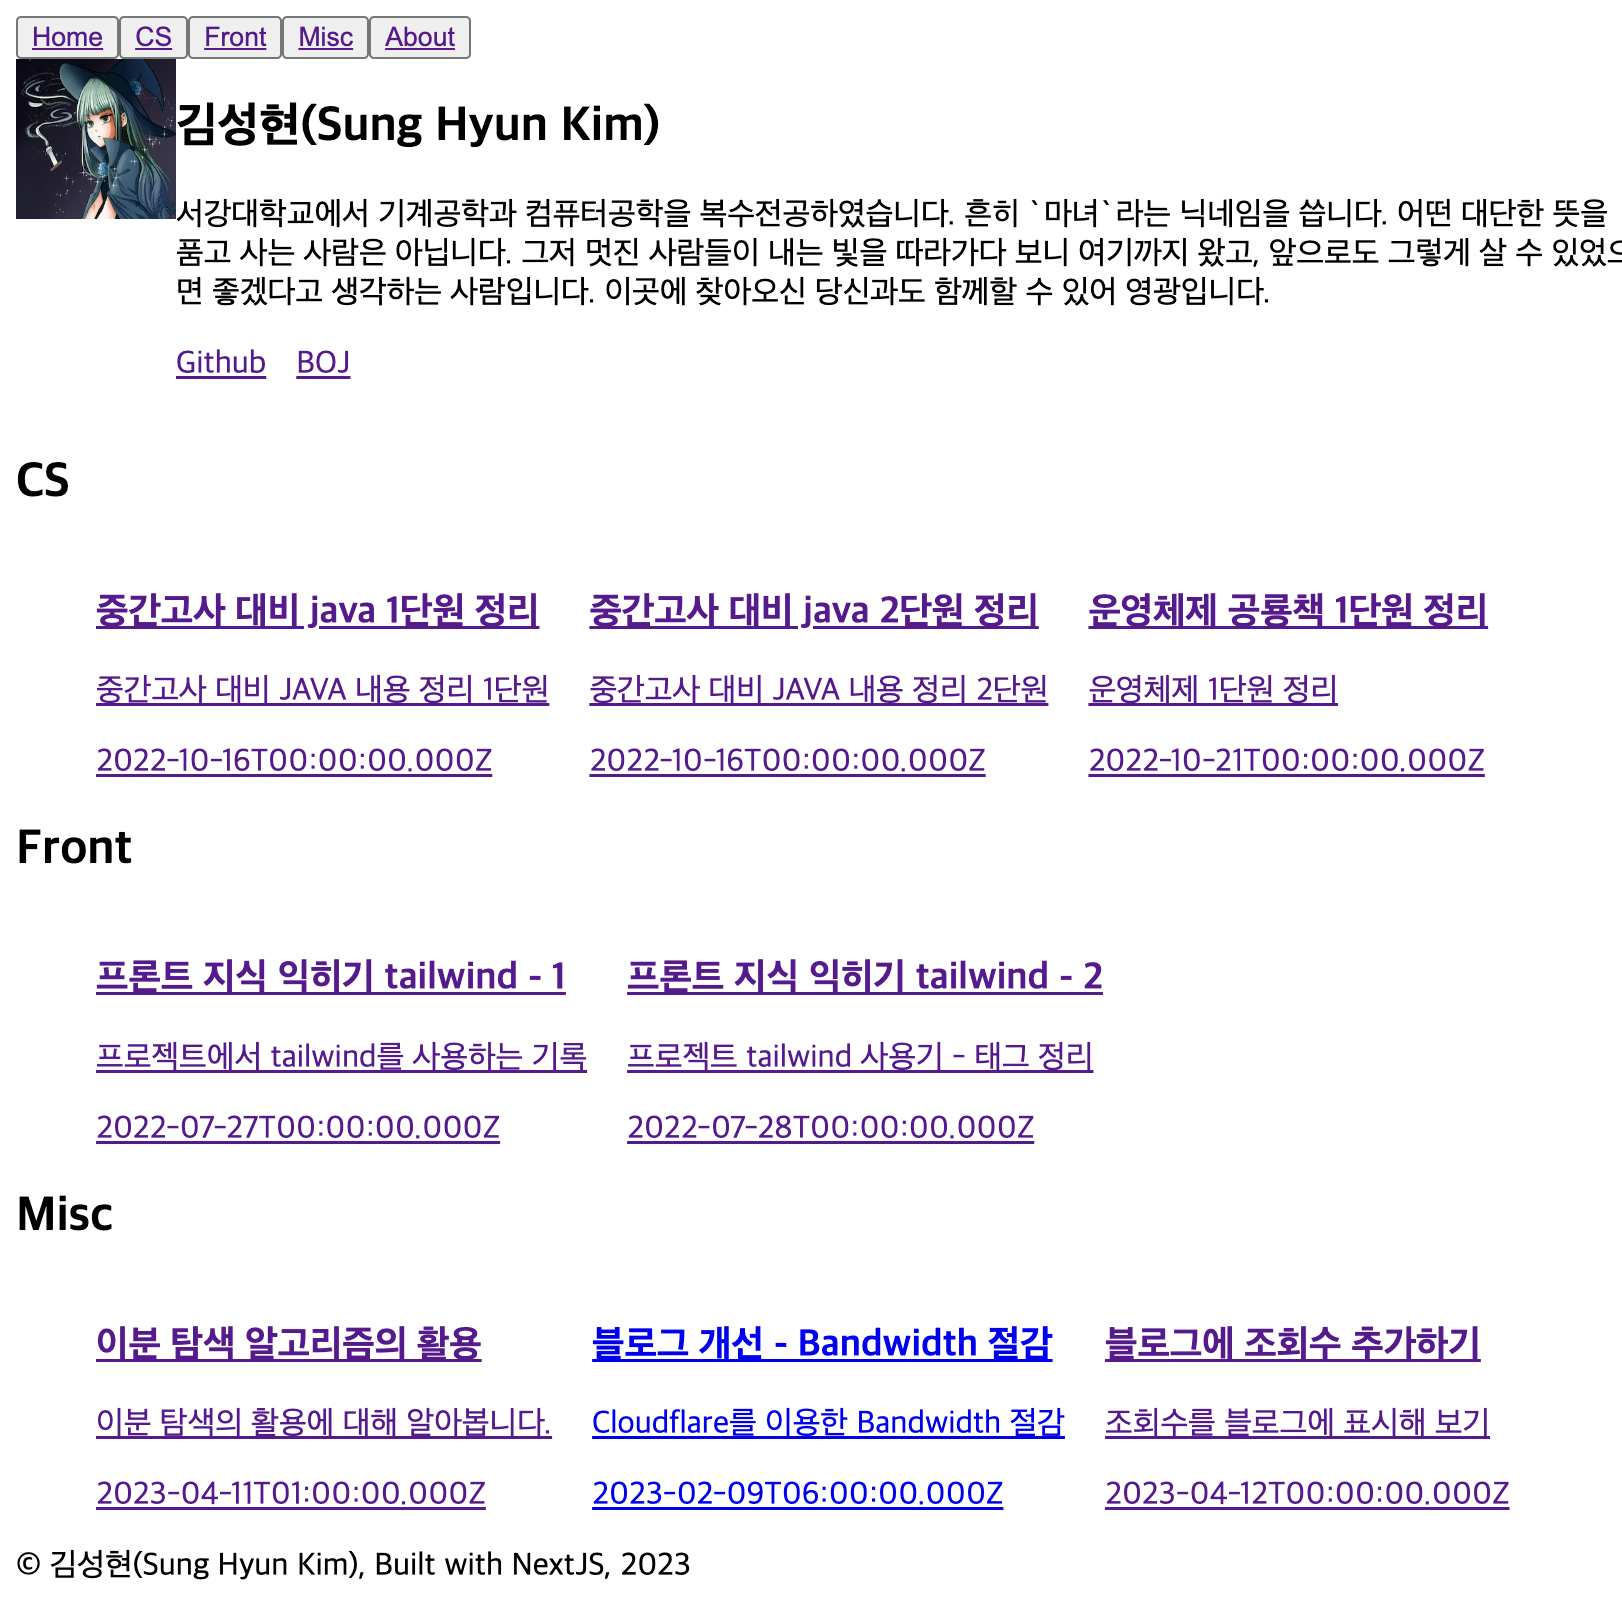 Home CS Front Misc About
김성현(Sung Hyun Kim)
서강대학교에서 기계공학과 컴퓨터공학을 복수전공하였습니다. 흔히 `마녀`라는 닉네임을 씁니다. 어떤 대단한 뜻을
품고 사는 사람은 아닙니다. 그저 멋진 사람들이 내는 빛을 따라가다 보니 여기까지 왔고, 앞으로도 그렇게 살 수 있었으
면 좋겠다고 생각하는 사람입니다. 이곳에 찾아오신 당신과도 함께할 수 있어 영광입니다.
Github BOJ
CS
중간고사 대비 java 1단원 정리 중간고사 대비 java 2단원 정리 운영체제 공룡책 1단원 정리
중간고사 대비 JAVA 내용 정리 1단원 중간고사 대비 JAVA 내용 정리 2단원 운영체제 1단원 정리
2022-10-16T00:00:00.000Z 2022-10-16T00:00:00.000Z 2022-10-21T00:00:00.000Z
Front
프론트 지식 익히기 tailwind - 1 프론트 지식 익히기 tailwind - 2
프로젝트에서 tailwind를 사용하는 기록 프로젝트 tailwind 사용기 - 태그 정리
2022-07-27T00:00:00.000Z 2022-07-28T00:00:00.000Z
Misc
이분 탐색 알고리즘의 활용 블로그 개선 - Bandwidth 절감 블로그에 조회수 추가하기
이분 탐색의 활용에 대해 알아봅니다. Cloudflare를 이용한 Bandwidth 절감 조회수를 블로그에 표시해 보기
2023-04-11T01:00:00.000Z 2023-02-09T06:00:00.000Z 2023-04-12T00:00:00.000Z
© 김성현(Sung Hyun Kim), Built with NextJS, 2023